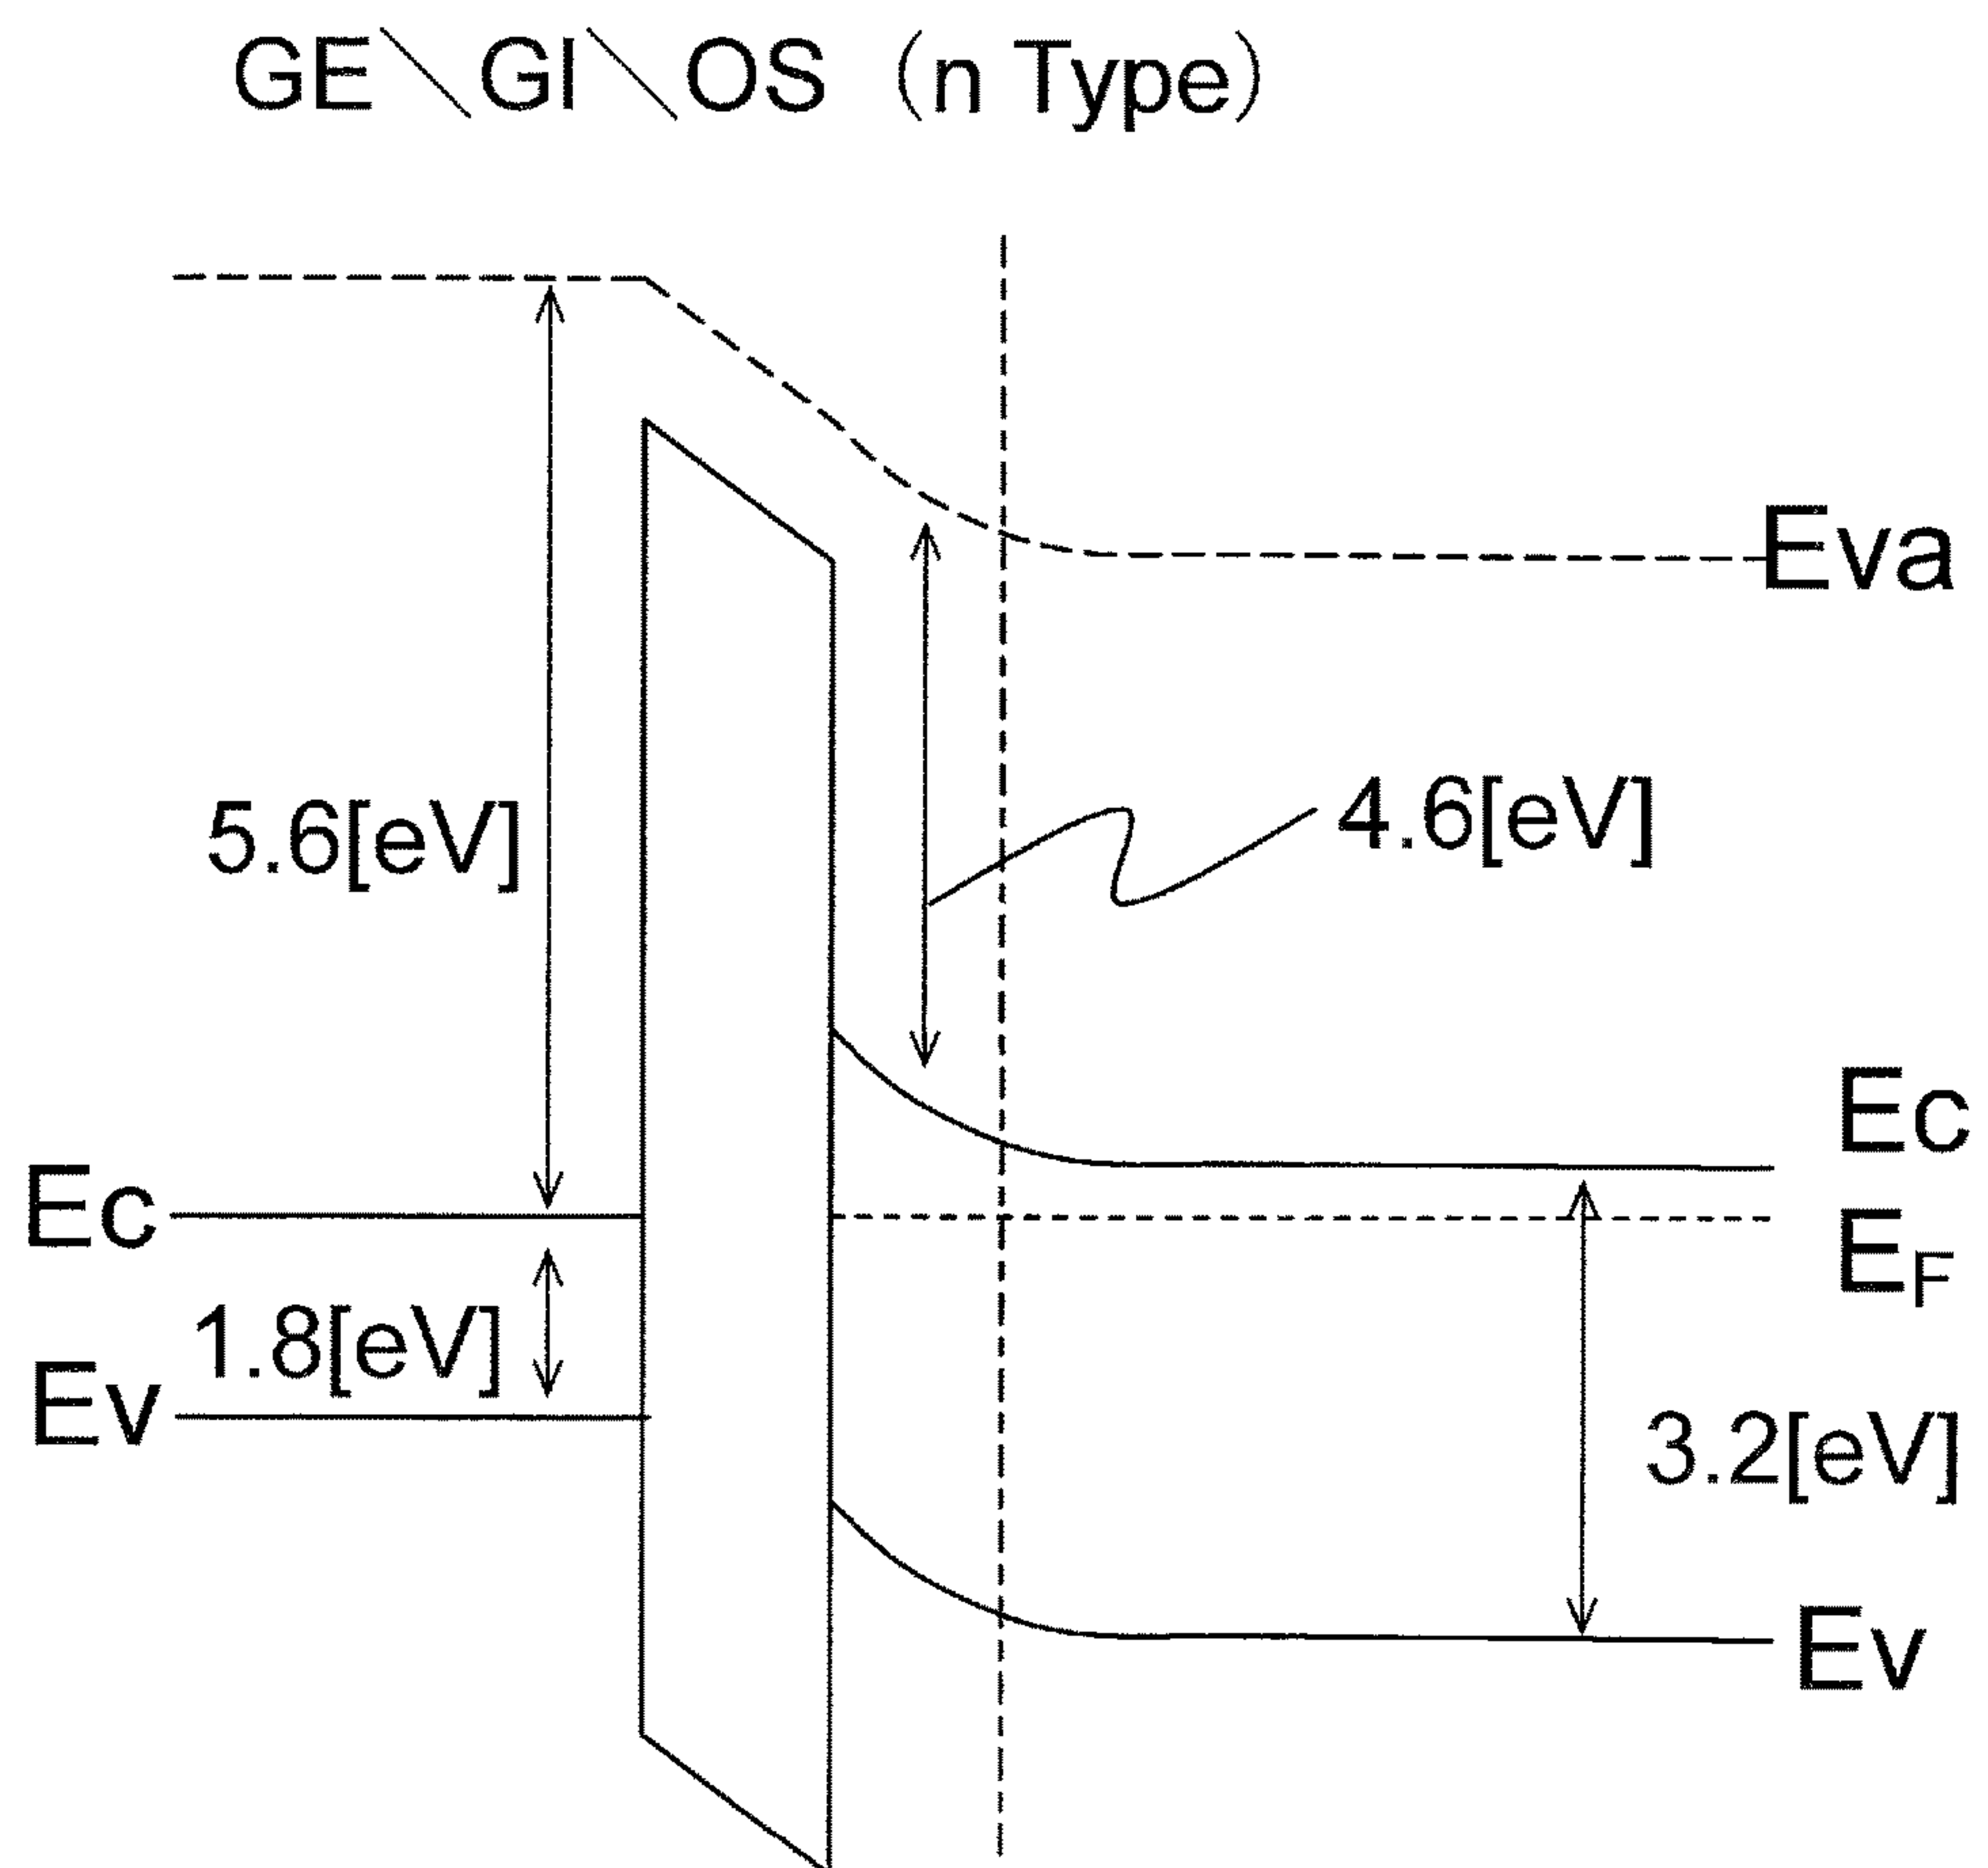 GE＼GI＼OS（n Type）
Eva
5.6[eV]
4.6[eV]
Ec
Ec
EF
1.8[eV]
Ev
3.2[eV]
Ev